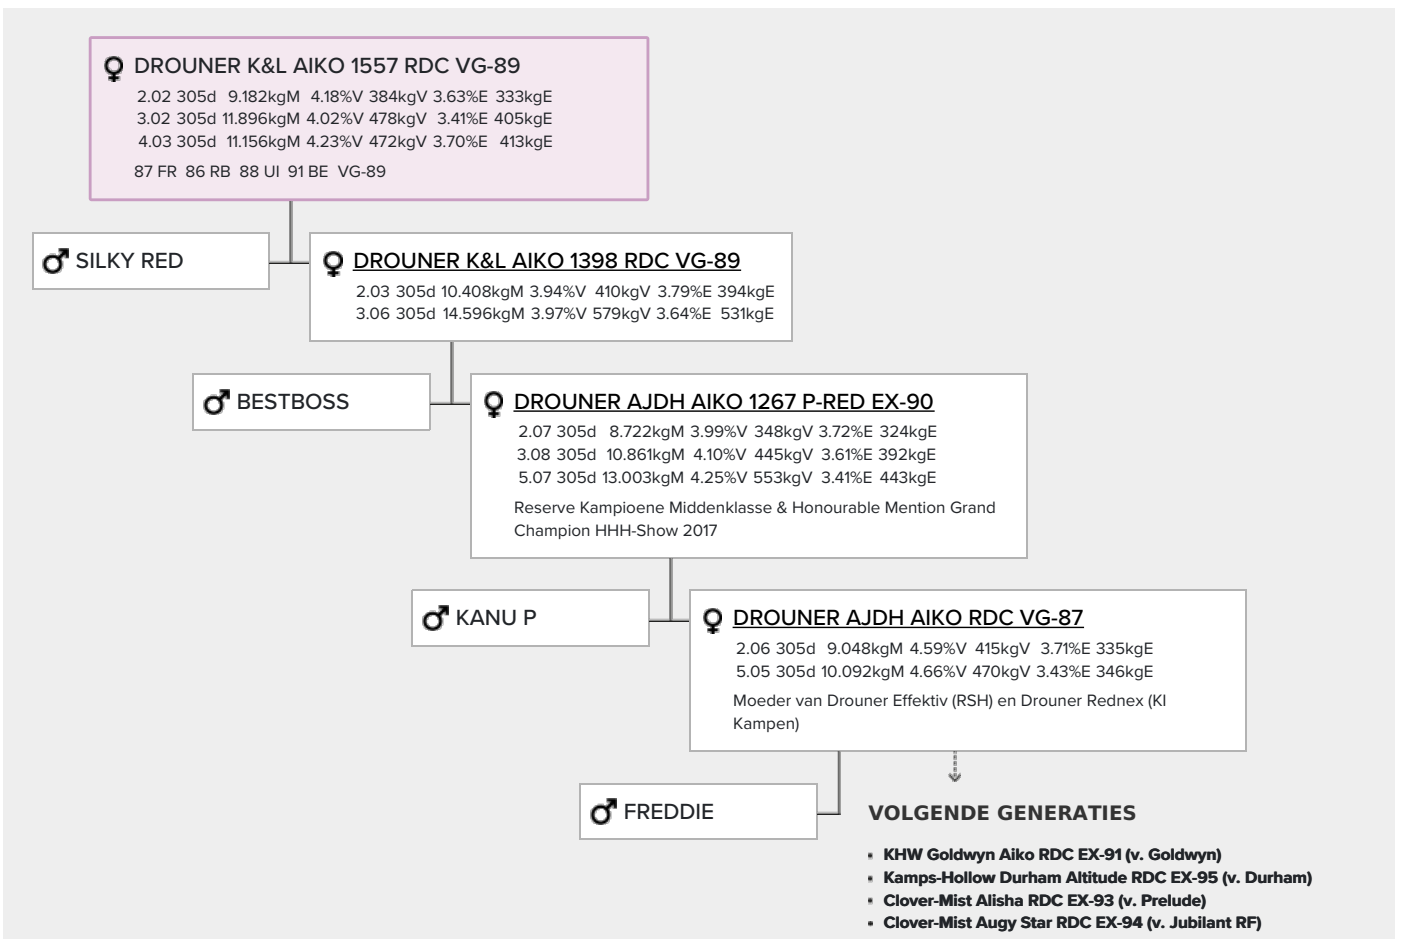 DROUNER K&L AIKO 1557 RDC VG-89
2.02 305d 9.182kgM 4.18%V 384kgV 3.63%E 333kgE
3.02 305d 11.896kgM 4.02%V 478kgV 3.41%E 405kgE
4.03 305d 11.156kgM 4.23%V 472kgV 3.70%E 413kgE
87 FR 86 RB 88 UI 91 BE VG-89
SILKY RED
DROUNER K&L AIKO 1398 RDC VG-89
2.03 305d 10.408kgM 3.94%V 410kgV 3.79%E 394kgE
3.06 305d 14.596kgM 3.97%V 579kgV 3.64%E 531kgE
BESTBOSS
DROUNER AJDH AIKO 1267 P-RED EX-90
2.07 305d 8.722kgM 3.99%V 348kgV 3.72%E 324kgE
3.08 305d 10.861kgM 4.10%V 445kgV 3.61%E 392kgE
5.07 305d 13.003kgM 4.25%V 553kgV 3.41%E 443kgE
Reserve Kampioene Middenklasse & Honourable Mention Grand
Champion HHH-Show 2017
KANU P
DROUNER AJDH AIKO RDC VG-87
2.06 305d 9.048kgM 4.59%V 415kgV 3.71%E 335kgE
5.05 305d 10.092kgM 4.66%V 470kgV 3.43%E 346kgE
Moeder van Drouner Effektiv (RSH) en Drouner Rednex (KI
Kampen)
FREDDIE
VOLGENDE GENERATIES
KHW Goldwyn Aiko RDC EX-91 (v. Goldwyn)
Kamps-Hollow Durham Altitude RDC EX-95 (v. Durham)
Clover-Mist Alisha RDC EX-93 (v. Prelude)
Clover-Mist Augy Star RDC EX-94 (v. Jubilant RF)